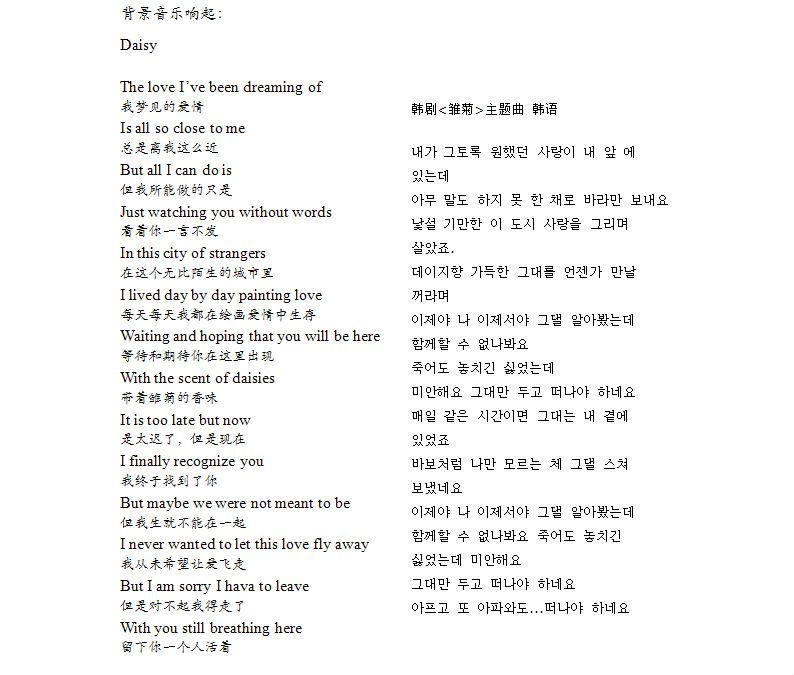 背景音乐响起：
Daisy
The love I've been dreaming of
我梦见的爱情
Is all so close to me
总是离我这么近
But all I can do is
但我所能做的只是
Just watching you without words
看着你一言不发
In this city of strangers
在这个无比陌生的城市里
I lived day by day painting love
每天每天我都在绘画爱情中生存
Waiting and hoping that you will be here
等待和期待你在这里出现
With the scent of daisies
带着雏菊的香味
It is too late but now
是太迟了，但是现在
I finally recognize you
我终于找到了你
But maybe we were not meant to be
但我生就不能在一起
I never wanted to let this love fly away
我从未希望让爱飞走
But I am sorry I hava to leave
但是对不起我得走了
With you still breathing here
留下你一个人活着
韩剧<雏菊>主题曲 韩语
내가 그토록 원했던 사랑이 내 앞 에
있는데
아무 말도 하지 못 한 채로 바라만 보내요
낯설 기만한 이 도시 사랑을 그리며
살았죠.
데이지향 가득한 그대를 언젠가 만날
꺼라며
이제야 나 이제서야 그댈 알아봤는데
함께할 수 없나봐요
죽어도 놓치긴 싫었는데
미안해요 그대만 두고 떠나야 하네요
매일 같은 시간이면 그대는 내 곁에
있었죠
바보처럼 나만 모르는 체 그댈 스쳐
보냈네요
이제야 나 이제서야 그댈 알아봤는데
함께할 수 없나봐요 죽어도 놓치긴
싫었는데 미안해요
그대만 두고 떠나야 하네요
아프고 또 아파와도...떠나야 하네요